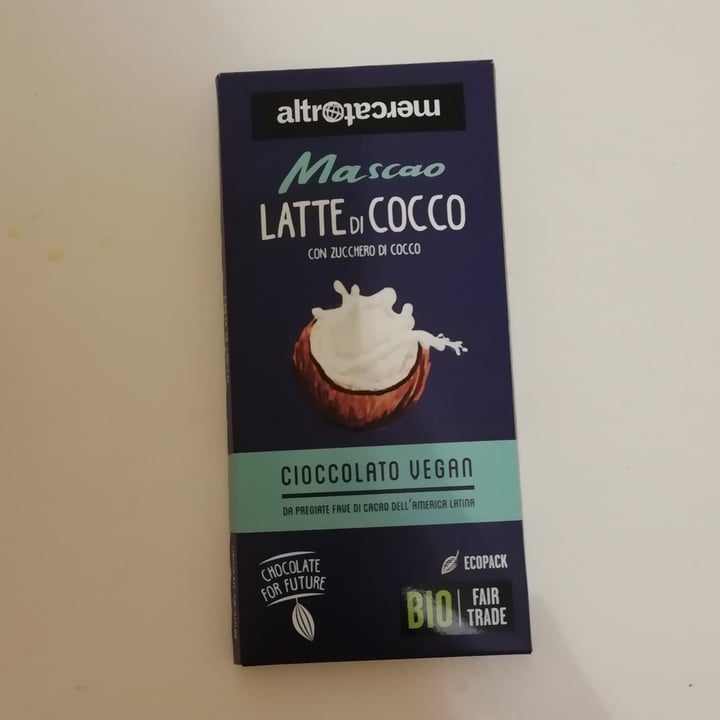 altromercato
Mascao
LATTE DI COCCO
CON ZUCCHERO DI COCCO
CIOCCOLATO VEGAN
DA PREGIATE FAVE DI CACAO DELL'AMERICA LATINA
CHOCOLATE
FOR FUTURE
ECOPACK
BIO | FAIR
TRADE